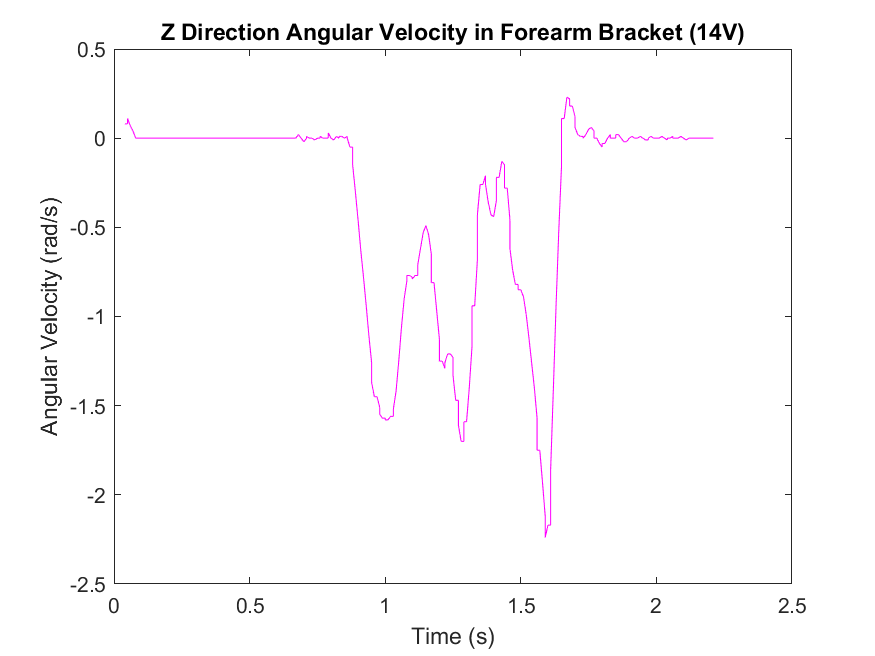 Z Direction Angular Velocity in Forearm Bracket (14V)
0.5
0
-0.5
-1
-1.5
-2
-2.5
Angular Velocity (rad/s)
0 0.5 1 1.5 2 2.5
Time (s)